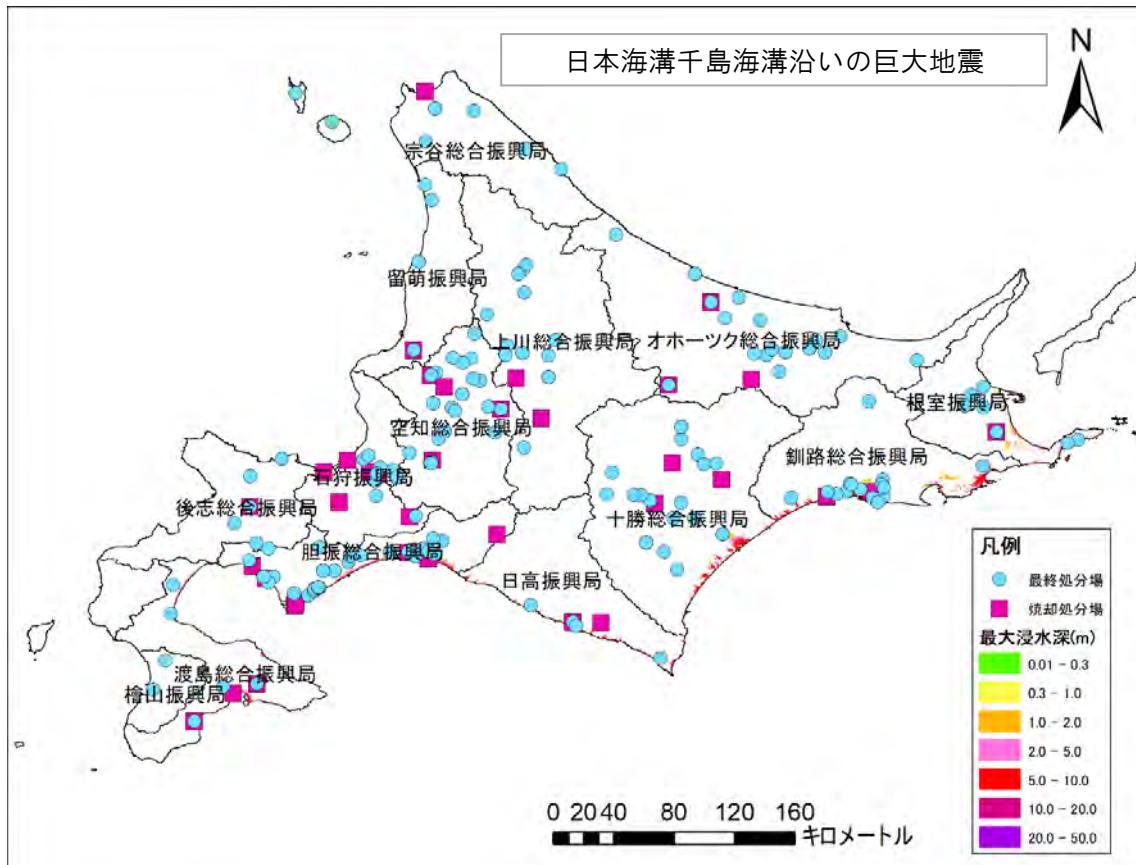 日本海溝千島海溝沿いの巨大地震
N
宗谷総合振興局
留萌振興局
上川総合振興局
オホーツク総合振興局
根室振興局
空知総合振興局
釧路総合振興局
石狩振興局
後志総合振興局
十勝総合振興局
胆振総合振興局
日高振興局
渡島総合振興局
檜山振興局
凡例
最終処分場
焼却処分場
最大浸水深(m)
0.01 - 0.3
0.3 - 1.0
1.0 - 2.0
2.0 - 5.0
5.0 - 10.0
10.0 - 20.0
20.0 - 50.0
0 20 40 80 120 160
キロメートル